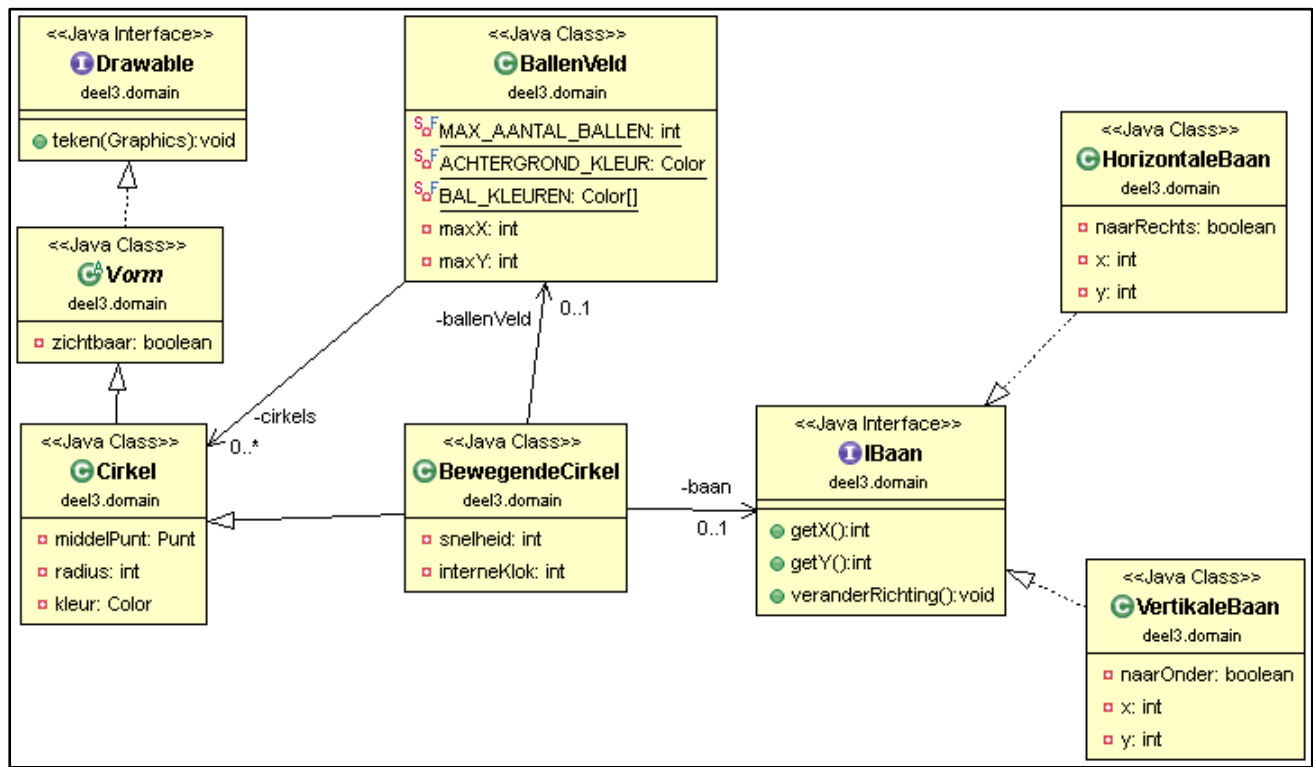 <<Java Interface>>
Drawable
deel3.domain
teken(Graphics):void
<<Java Class>>
BallenVeld
deel3.domain
MAX_AANTAL_BALLEN: int
ACHTERGROND_KLEUR: Color
BAL_KLEUREN: Color[]
maxX: int
maxY: int
<<Java Class>>
HorizontaleBaan
deel3.domain
naarRechts: boolean
x: int
y: int
<<Java Class>>
Vorm
deel3.domain
zichtbaar: boolean
-ballenVeld
0..1
-cirkels
0..*
<<Java Class>>
Cirkel
deel3.domain
middelPunt: Punt
radius: int
kleur: Color
<<Java Class>>
BewegendeCirkel
deel3.domain
snelheid: int
interneKlok: int
-baan
0..1
<<Java Interface>>
IBaan
deel3.domain
getX():int
getY():int
veranderRichting():void
<<Java Class>>
VertikaleBaan
deel3.domain
naarOnder: boolean
x: int
y: int